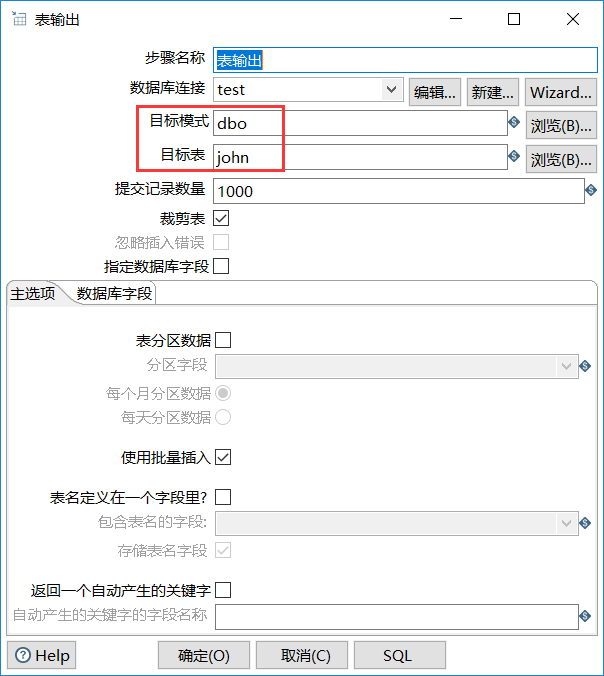 表输出
步骤名称 表输出
数据库连接 test 编辑... 新建... Wizard...
目标模式 dbo 浏览(B)...
目标表 john 浏览(B)...
提交记录数量 1000
裁剪表
忽略插入错误
指定数据库字段
主选项 数据库字段
表分区数据
分区字段
每个月分区数据
每天分区数据
使用批量插入
表名定义在一个字段里?
包含表名的字段:
存储表名字段
返回一个自动产生的关键字
自动产生的关键字的字段名称
Help 确定(O) 取消(C) SQL